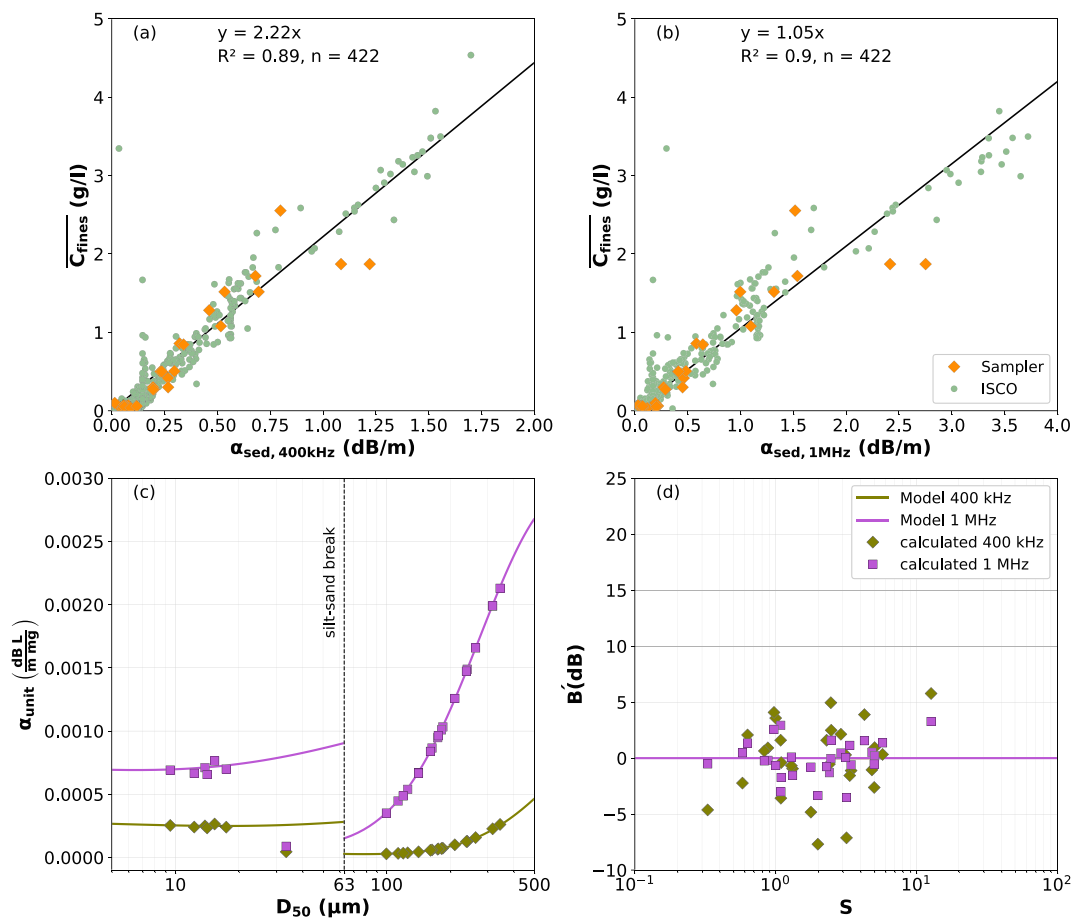 (a)
y = 2.22x
R² = 0.89, n = 422
5
4
3
2
1
0
C_fines (g/l)
0.00 0.25 0.50 0.75 1.00 1.25 1.50 1.75 2.00
α_sed, 400kHz (dB/m)
(b)
y = 1.05x
R² = 0.9, n = 422
5
4
3
2
1
0
C_fines (g/l)
Sampler
ISCO
0.0 0.5 1.0 1.5 2.0 2.5 3.0 3.5 4.0
α_sed, 1MHz (dB/m)
(c)
0.0030
0.0025
0.0020
0.0015
0.0010
0.0005
0.0000
α_unit (dB L / m mg)
silt-sand break
5 10 63 100 500
D₅₀ (μm)
(d)
Model 400 kHz
Model 1 MHz
calculated 400 kHz
calculated 1 MHz
25
20
15
10
5
0
−5
−10
B́(dB)
10⁻¹ 10⁰ 10¹ 10²
S